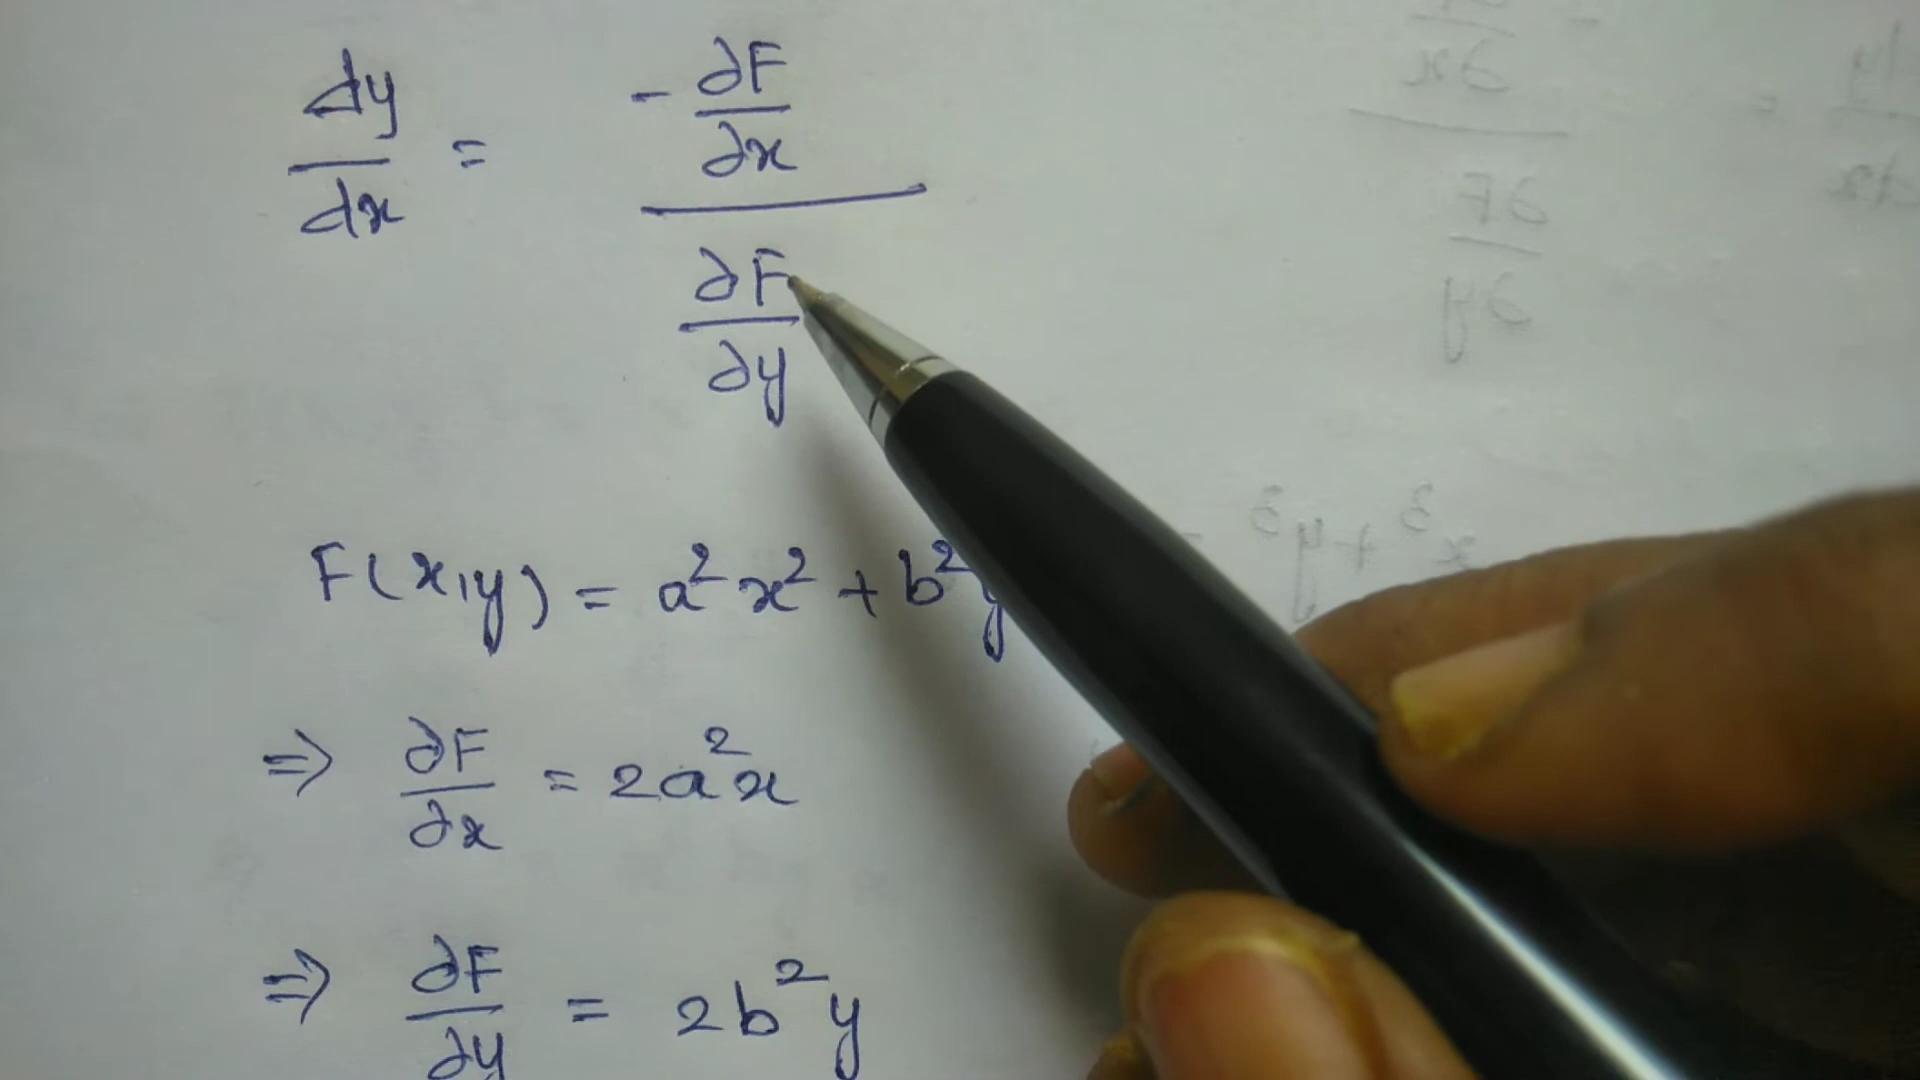 dy/dx = -∂F/∂x / ∂F/∂y
F(x,y) = a²x² + b²y
⇒ ∂F/∂x = 2a²x
⇒ ∂F/∂y = 2b²y